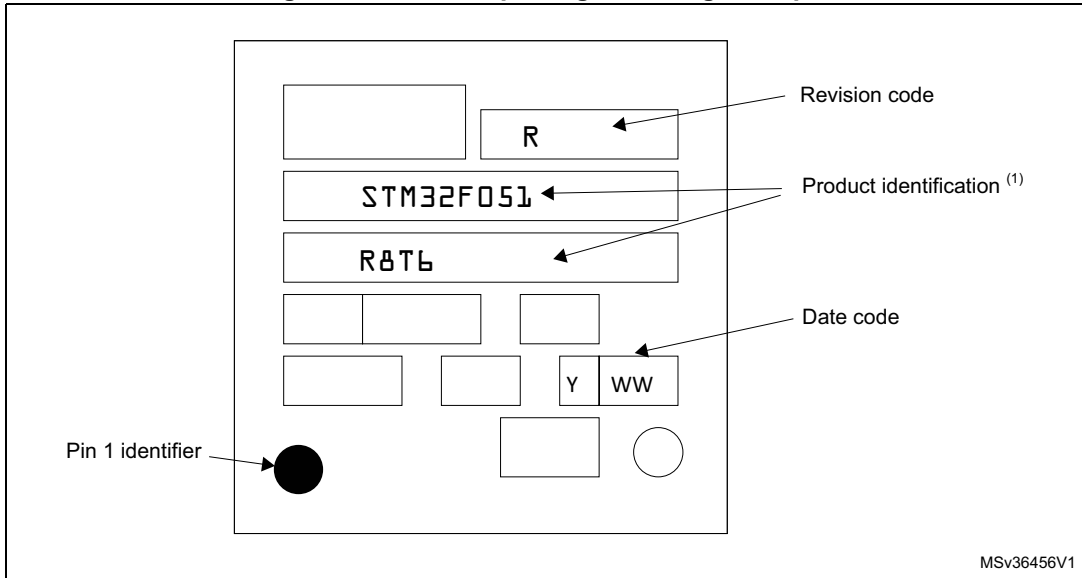 Revision code
R
STM32F051
Product identification (1)
R8T6
Date code
Y WW
Pin 1 identifier
MSv36456V1